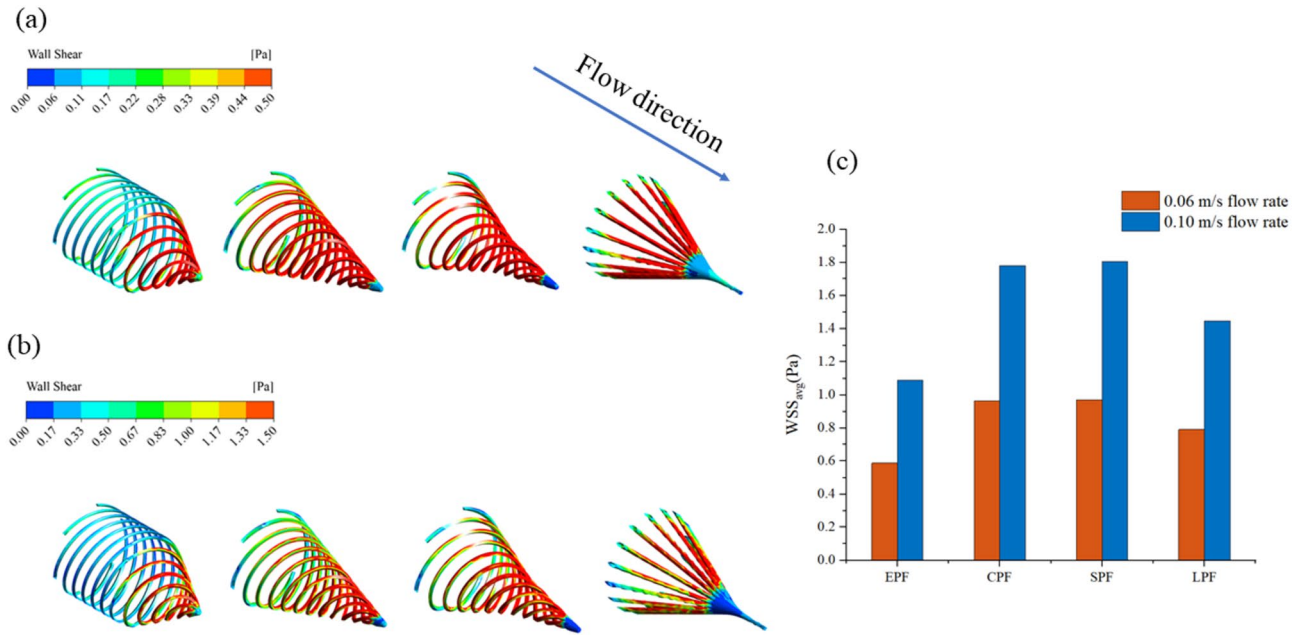 (a)
Wall Shear [Pa]
0.00 0.06 0.11 0.17 0.22 0.28 0.33 0.39 0.44 0.50
Flow direction
(b)
Wall Shear [Pa]
0.00 0.17 0.33 0.50 0.67 0.83 1.00 1.17 1.33 1.50
(c)
0.06 m/s flow rate
0.10 m/s flow rate
WSSavg(Pa)
2.0
1.8
1.6
1.4
1.2
1.0
0.8
0.6
0.4
0.2
0.0
EPF CPF SPF LPF